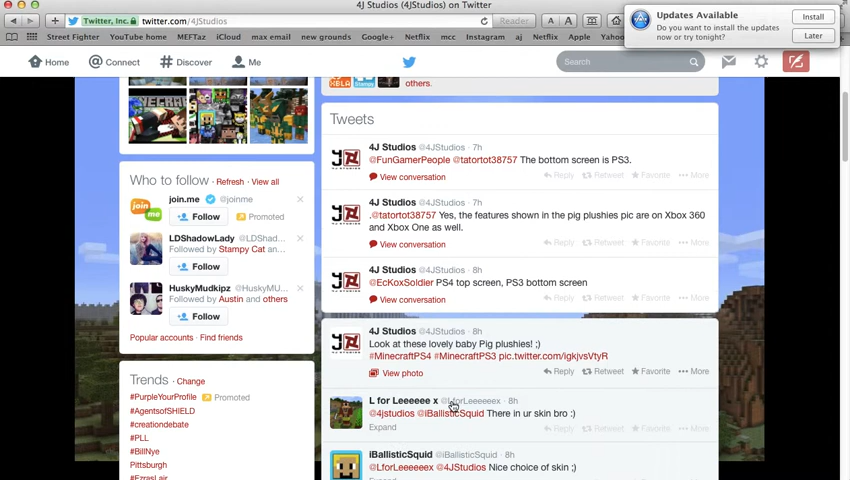 4J Studios (4JStudios) on Twitter
Twitter, Inc. twitter.com/4JStudios
Reader
A A
Updates Available
Do you want to install the updates
now or try tonight?
Install
Later
Street Fighter YouTube home MEFTaz iCloud max email new grounds Google+ Netflix mcc Instagram aj Netflix Apple Yahoo
Home Connect Discover Me
Search
others.
Who to follow · Refresh · View all
join.me @joinme
Follow Promoted
LDShadowLady @LDShad...
Followed by Stampy Cat and...
Follow
HuskyMudkipz @HuskyMU...
Followed by Austin and others
Follow
Popular accounts · Find friends
Trends · Change
#PurpleYourProfile Promoted
#AgentsofSHIELD
#creationdebate
#PLL
#BillNye
Pittsburgh
#EzraIsAir
Tweets
4J Studios @4JStudios · 7h
@FunGamerPeople @tatortot38757 The bottom screen is PS3.
View conversation
Reply Retweet Favorite More
4J Studios @4JStudios · 7h
.@tatortot38757 Yes, the features shown in the pig plushies pic are on Xbox 360
and Xbox One as well.
View conversation
Reply Retweet Favorite More
4J Studios @4JStudios · 8h
@EcKoxSoldier PS4 top screen, PS3 bottom screen
View conversation
Reply Retweet Favorite More
4J Studios @4JStudios · 8h
Look at these lovely baby Pig plushies! ;)
#MinecraftPS4 #MinecraftPS3 pic.twitter.com/igkjvsVtyR
View photo
Reply Retweet Favorite More
L for Leeeeee x @LforLeeeeeex · 8h
@4jstudios @iBallisticSquid There in ur skin bro :)
Expand
Reply Retweet Favorite More
iBallisticSquid @iBallisticSquid · 8h
@LforLeeeeeex @4JStudios Nice choice of skin ;)